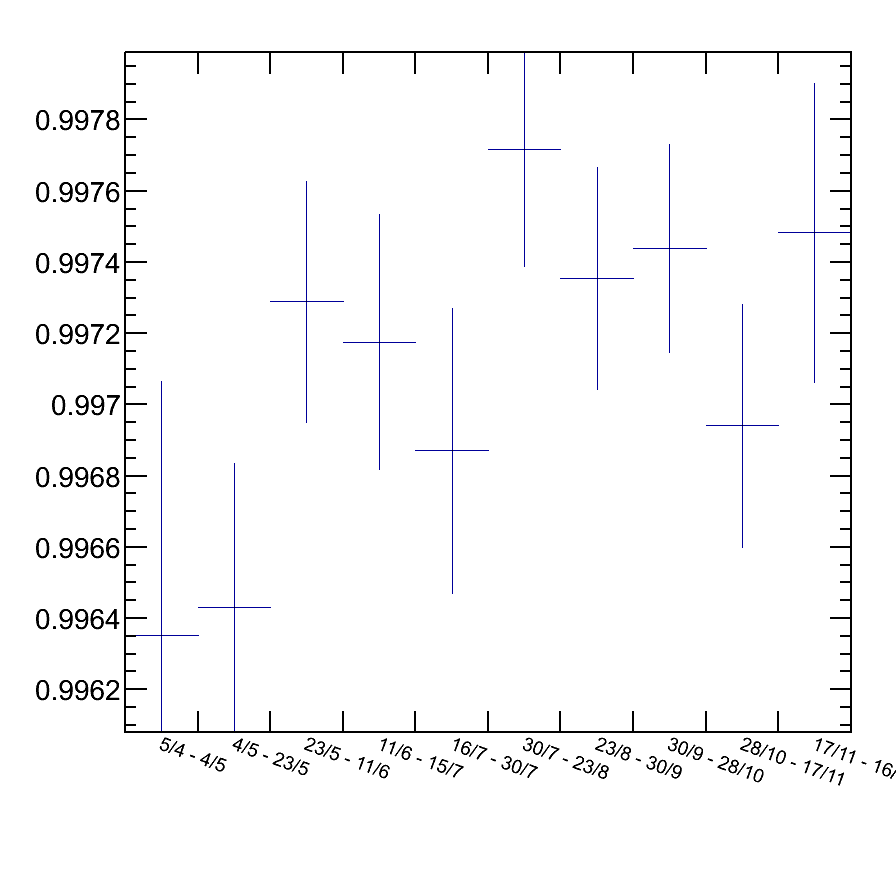 0.9978
0.9976
0.9974
0.9972
0.997
0.9968
0.9966
0.9964
0.9962
5/4 - 4/5
4/5 - 23/5
23/5 - 11/6
11/6 - 15/7
16/7 - 30/7
30/7 - 23/8
23/8 - 30/9
30/9 - 28/10
28/10 - 17/11
17/11 - 16/